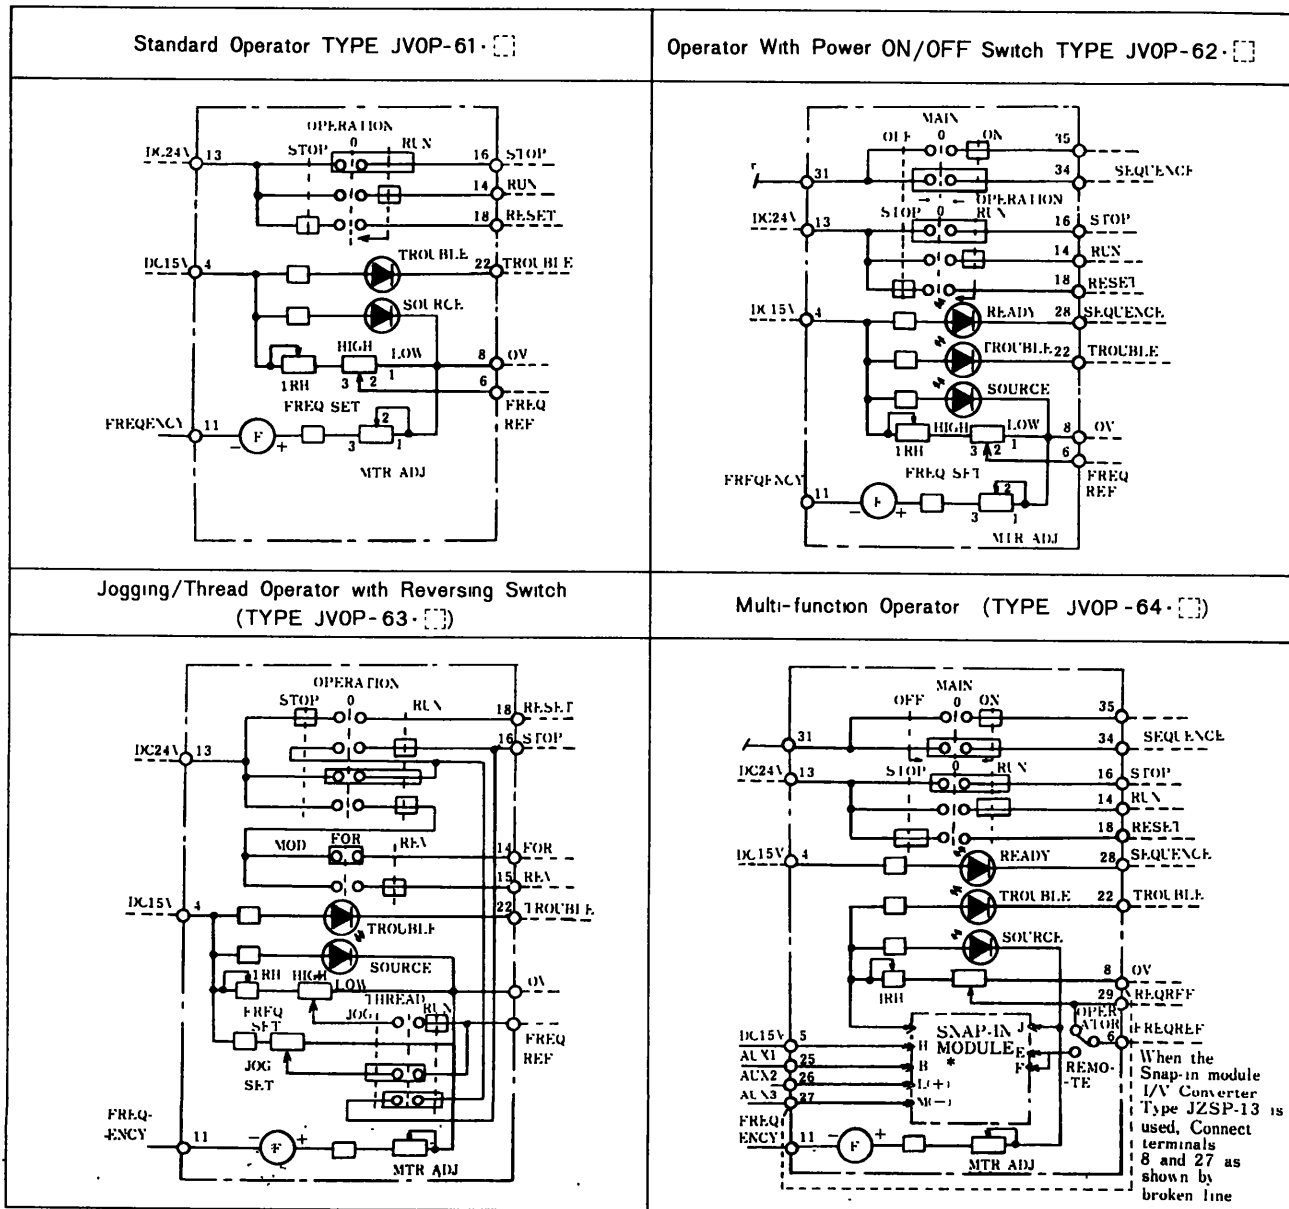 Standard Operator TYPE JVOP-61·
Operator With Power ON/OFF Switch TYPE JVOP-62·
OPERATION
STOP 0 RUN
DC24V 13
16 STOP
14 RUN
18 RESET
DC15V 4
TROUBLE 22 TROUBLE
SOURCE
HIGH LOW 8 OV
1RH 3 2 1 6
FREQ SET FREQ
REF
FREQENCY 11 F
− + 3 2 1
MTR ADJ
MAIN
OFF 0 ON 35
31 34 SEQUENCE
OPERATION
DC24V 13 STOP 0 RUN 16 STOP
14 RUN
18 RESET
DC15V 4 READY 28 SEQUENCE
TROUBLE 22 TROUBLE
SOURCE
1RH HIGH 3 2 LOW 1 8 OV
6
FREQ SET FREQ
REF
FRFQFNCY 11 F
− + 3 2 1
MTR ADJ
Jogging/Thread Operator with Reversing Switch
(TYPE JVOP-63·)
Multi-function Operator (TYPE JVOP-64·)
OPERATION
STOP 0 RUN 18 RESET
16 STOP
DC24V 13
MOD FOR REV 14 FOR
15 REV
DC15V 4 22 TROUBLE
TROUBLE
SOURCE
1RH HIGH LOW OV
FRFQ
SET
THREAD
JOG RUN
FREQ
REF
JOG
SET
FREQ-
-ENCY 11 − F +
MTR ADJ
MAIN
OFF 0 ON 35
31 34 SEQUENCE
DC24V 13 STOP 0 RUN 16 STOP
14 RUN
18 RESET
DC15V 4 READY 28 SEQUENCE
TROUBLE 22 TROUBLE
SOURCE
1RH 8 OV
29 REQRFF
OPER
ATOR 6 FREQREF
SNAP-IN
MODULE
*
J
E
F
REMO-
-TE
DC15V 5 H
AUX1 25 B
AUX2 26 L(+)
AUX3 27 M(−)
FREQ
ENCY 11 − F +
MTR ADJ
When the
Snap-in module
I/V Converter
Type JZSP-13 is
used, Connect
terminals
8 and 27 as
shown by
broken line